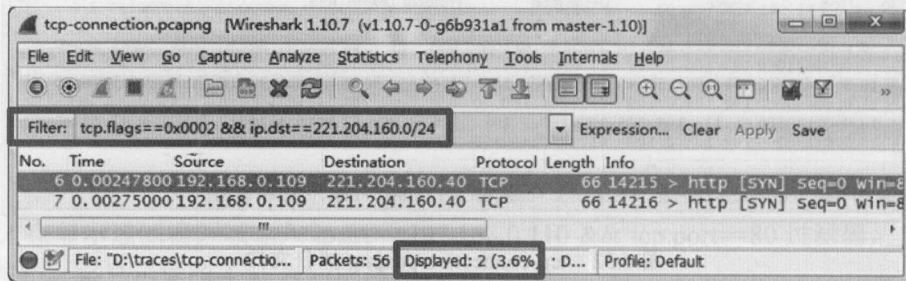 tcp-connection.pcapng [Wireshark 1.10.7 (v1.10.7-0-g6b931a1 from master-1.10)]
File Edit View Go Capture Analyze Statistics Telephony Tools Internals Help
Filter: tcp.flags==0x0002 && ip.dst==221.204.160.0/24 Expression... Clear Apply Save
No. Time Source Destination Protocol Length Info
6 0.00247800 192.168.0.109 221.204.160.40 TCP 66 14215 > http [SYN] Seq=0 Win=8
7 0.00275000 192.168.0.109 221.204.160.40 TCP 66 14216 > http [SYN] Seq=0 Win=8
File: "D:\traces\tcp-connectio... Packets: 56 Displayed: 2 (3.6%) · D... Profile: Default